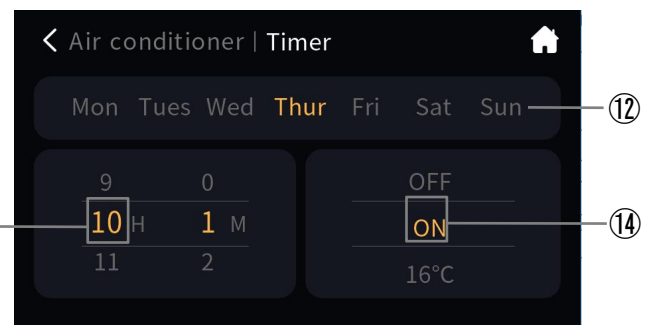 Air conditioner | Timer
Mon Tues Wed Thur Fri Sat Sun
⑫
9 0
10 H 1 M
11 2
OFF
ON
16°C
⑭